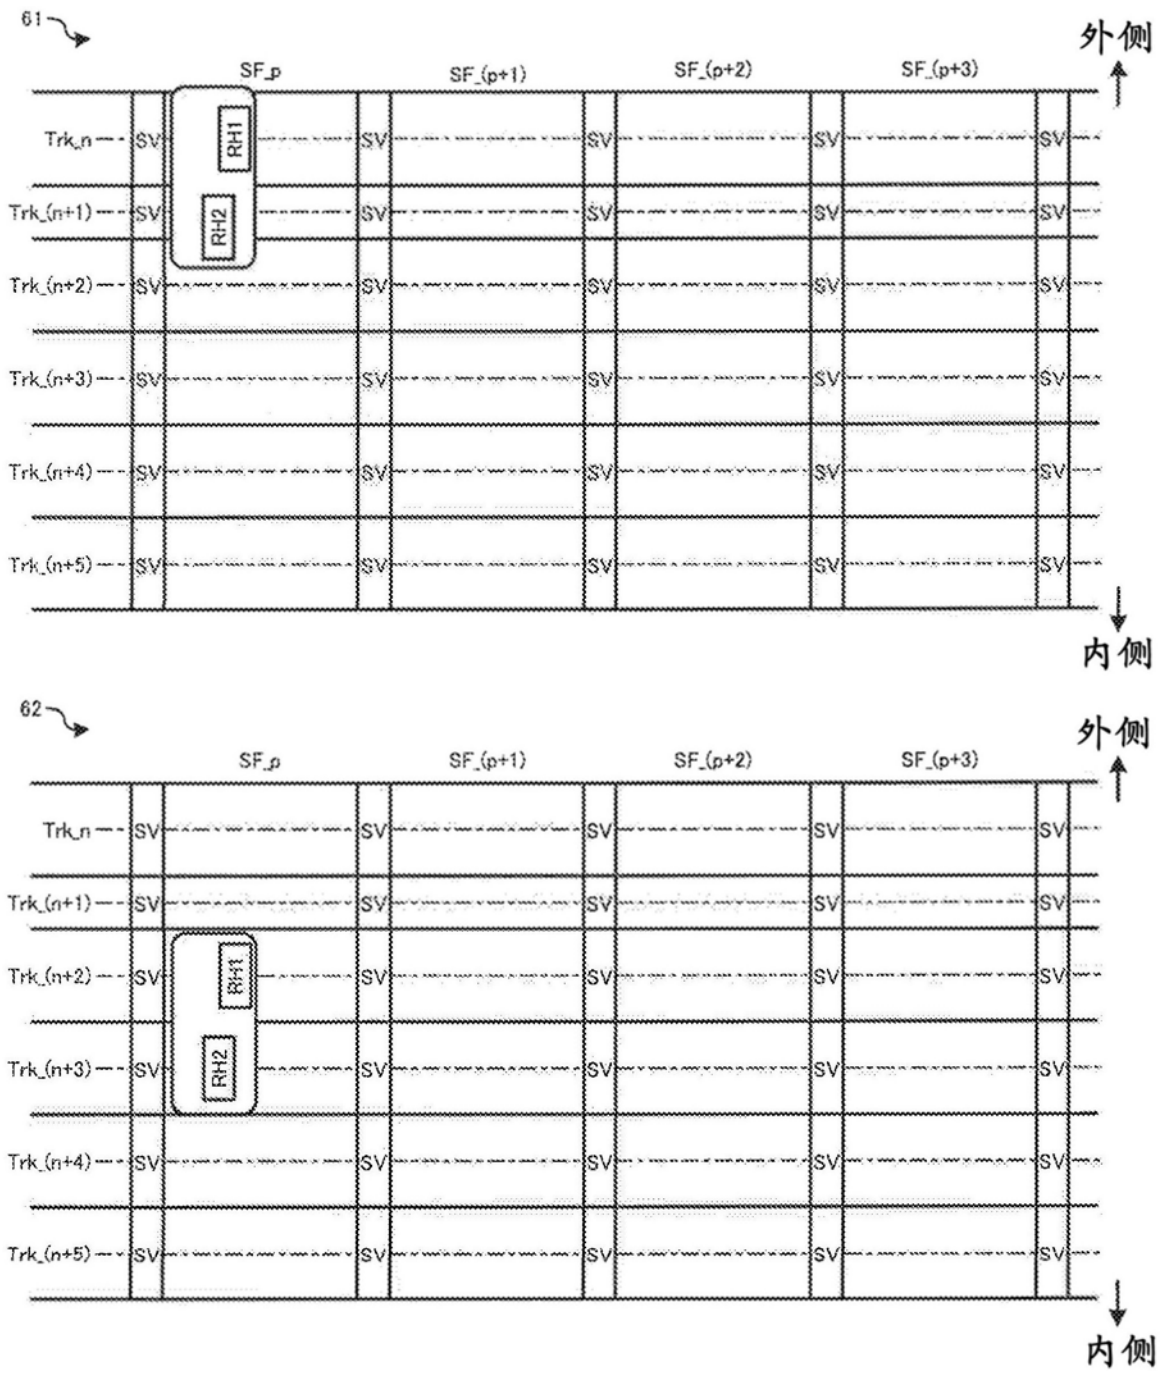 61
外侧
SF_p SF_(p+1) SF_(p+2) SF_(p+3)
Trk_n SV RH1 SV SV SV SV
Trk_(n+1) SV RH2 SV SV SV SV
Trk_(n+2) SV SV SV SV SV
Trk_(n+3) SV SV SV SV SV
Trk_(n+4) SV SV SV SV SV
Trk_(n+5) SV SV SV SV SV
内侧
62
外侧
SF_p SF_(p+1) SF_(p+2) SF_(p+3)
Trk_n SV SV SV SV SV
Trk_(n+1) SV SV SV SV SV
Trk_(n+2) SV RH1 SV SV SV SV
Trk_(n+3) SV RH2 SV SV SV SV
Trk_(n+4) SV SV SV SV SV
Trk_(n+5) SV SV SV SV SV
内侧